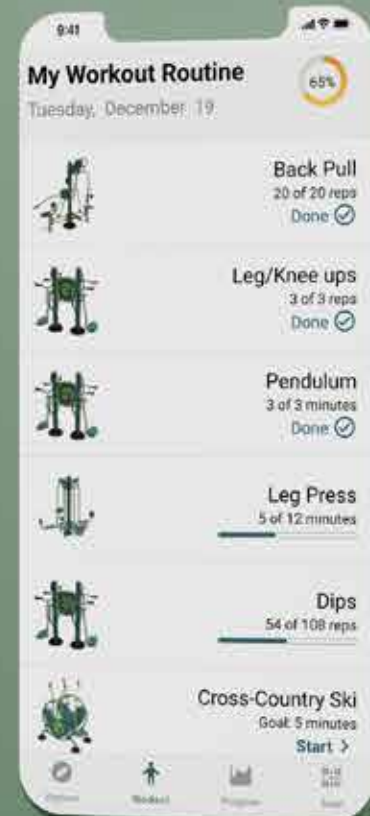 9:41
My Workout Routine
65%
Tuesday, December 19
Back Pull
20 of 20 reps
Done
Leg/Knee ups
3 of 3 reps
Done
Pendulum
3 of 3 minutes
Done
Leg Press
5 of 12 minutes
Dips
54 of 108 reps
Cross-Country Ski
Goal: 5 minutes
Start >
Workout
Progress